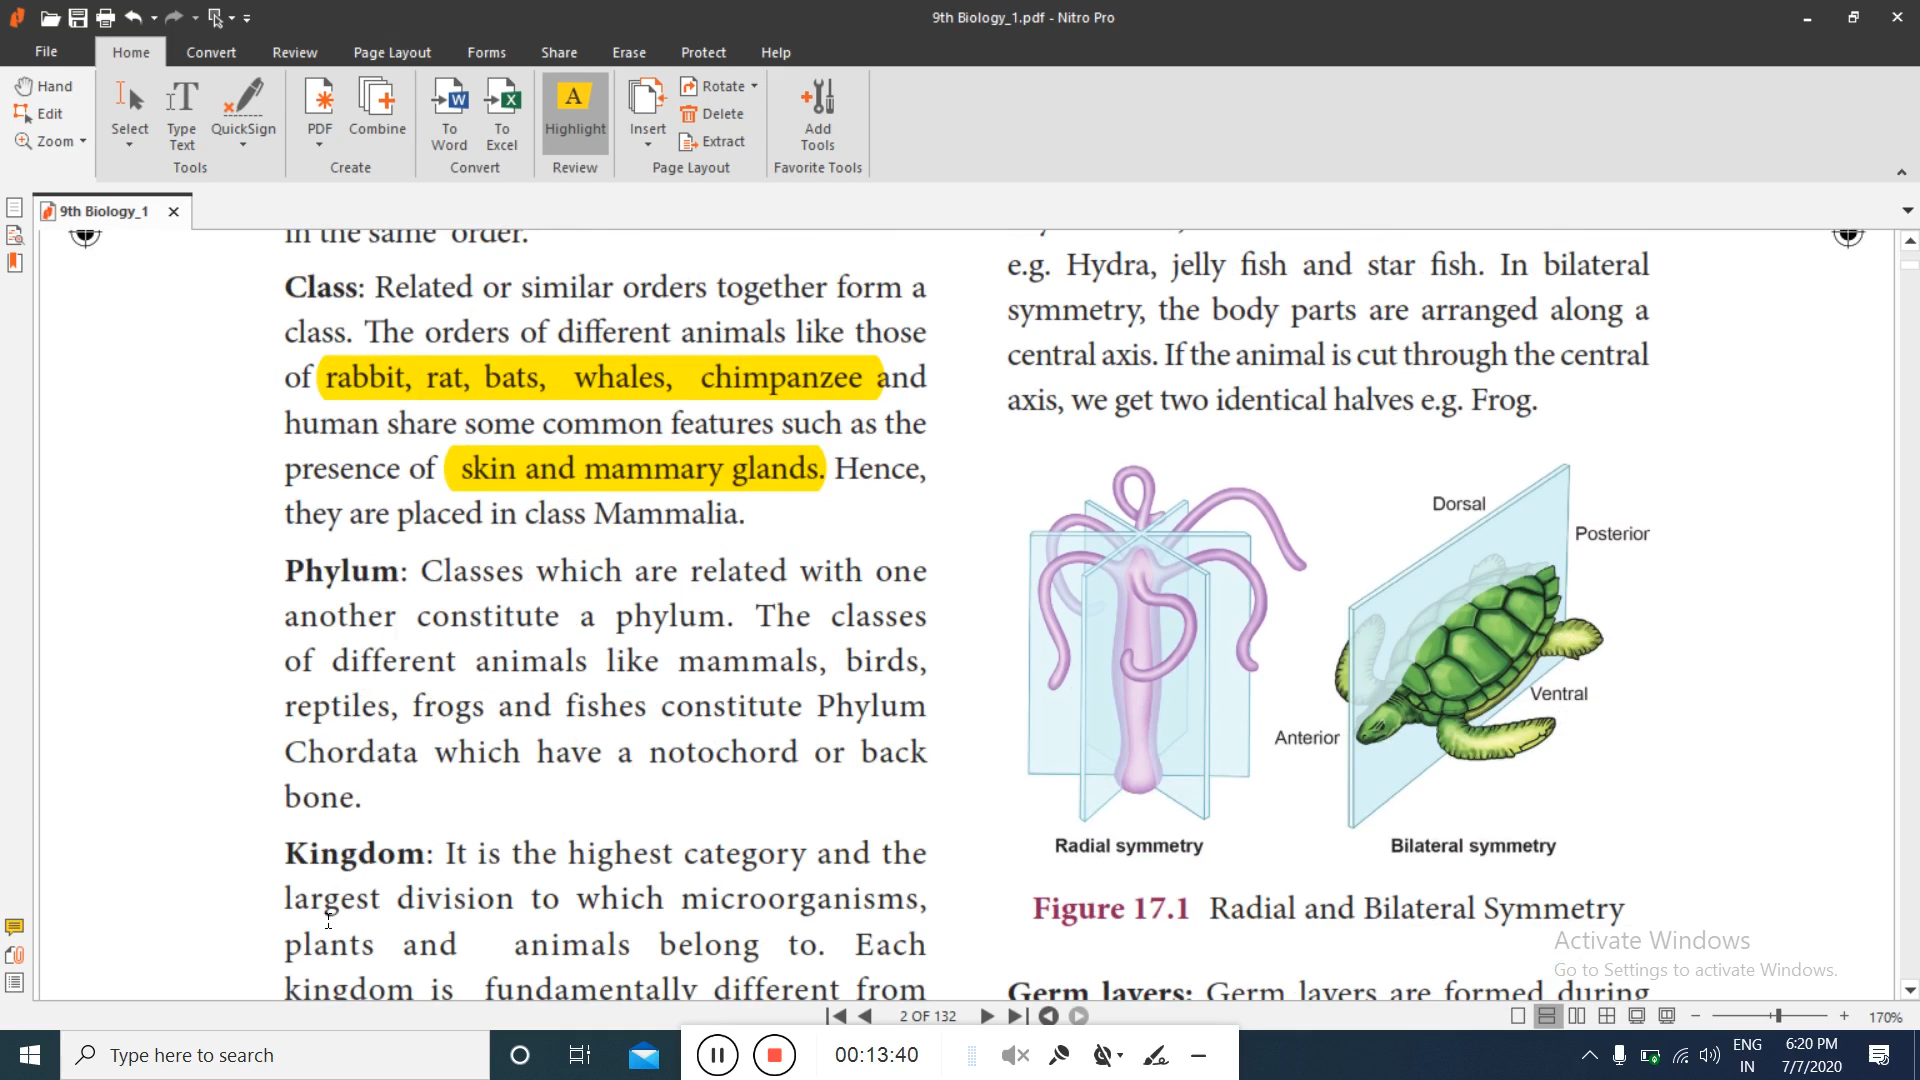 9th Biology_1.pdf - Nitro Pro
File Home Convert Review Page Layout Forms Share Erase Protect Help
Hand
Edit
Zoom
Select
Type Text
QuickSign
Tools
PDF
Combine
Create
To Word
To Excel
Convert
Highlight
Review
Insert
Rotate
Delete
Extract
Page Layout
Add Tools
Favorite Tools
9th Biology_1
in the same order.
Class: Related or similar orders together form a
class. The orders of different animals like those
of rabbit, rat, bats, whales, chimpanzee and
human share some common features such as the
presence of skin and mammary glands. Hence,
they are placed in class Mammalia.
Phylum: Classes which are related with one
another constitute a phylum. The classes
of different animals like mammals, birds,
reptiles, frogs and fishes constitute Phylum
Chordata which have a notochord or back
bone.
Kingdom: It is the highest category and the
largest division to which microorganisms,
plants and animals belong to. Each
kingdom is fundamentally different from
e.g. Hydra, jelly fish and star fish. In bilateral
symmetry, the body parts are arranged along a
central axis. If the animal is cut through the central
axis, we get two identical halves e.g. Frog.
Dorsal
Posterior
Ventral
Anterior
Radial symmetry
Bilateral symmetry
Figure 17.1 Radial and Bilateral Symmetry
Germ layers: Germ layers are formed during
Activate Windows
Go to Settings to activate Windows.
2 OF 132
170%
Type here to search
00:13:40
ENG
IN
6:20 PM
7/7/2020